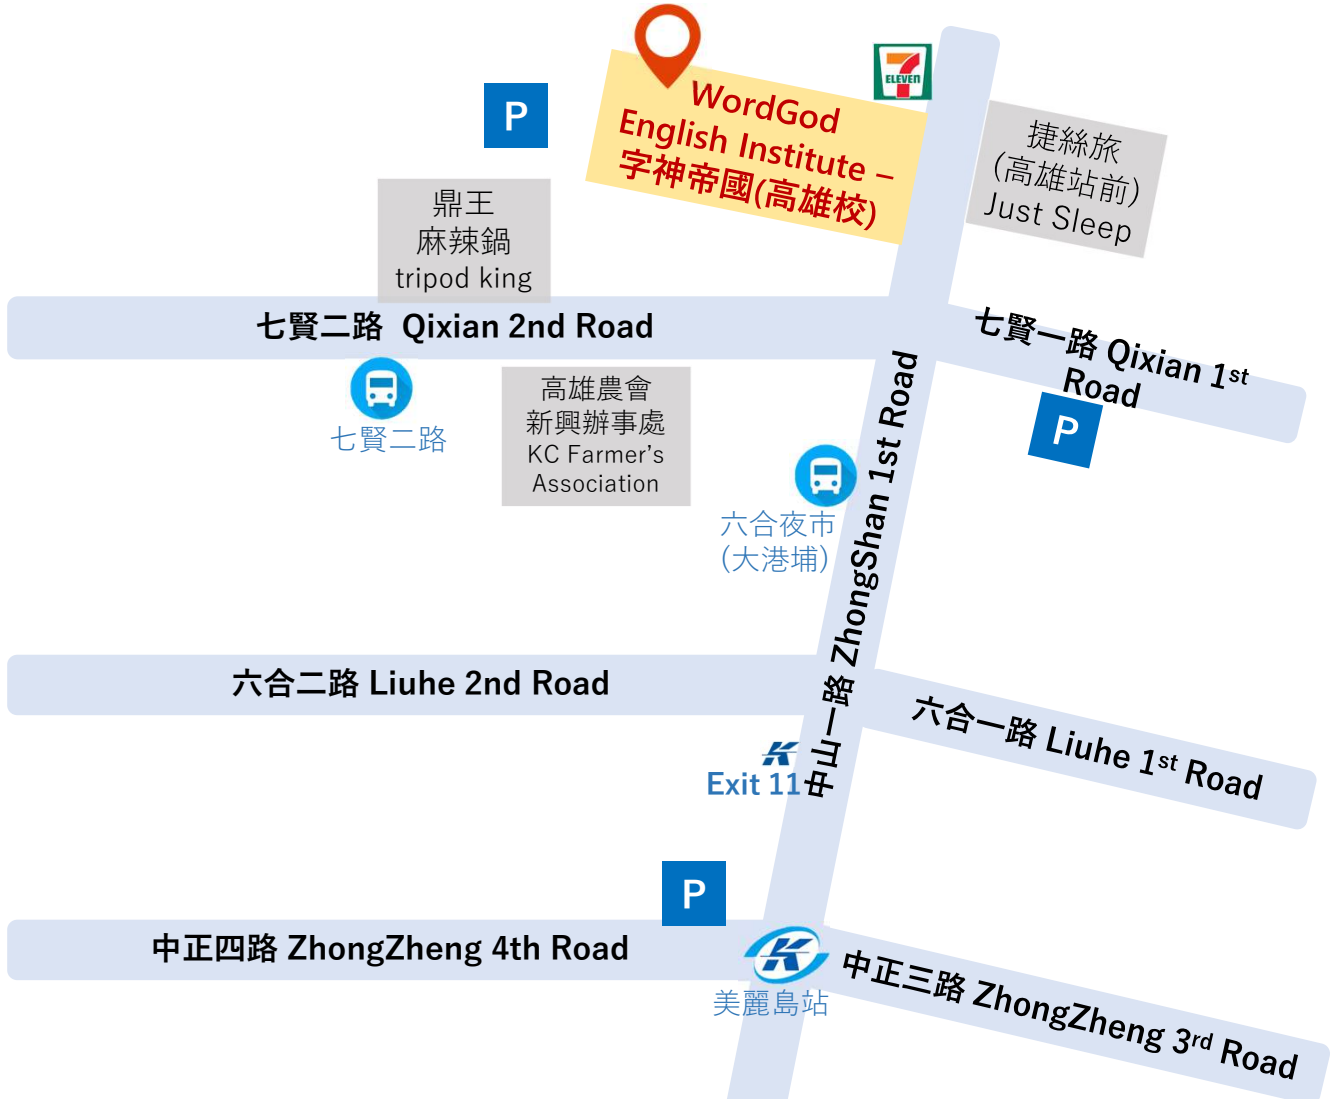 WordGod
English Institute –
字神帝國(高雄校)
7
ELEVEN
P
捷絲旅
(高雄站前)
Just Sleep
鼎王
麻辣鍋
tripod king
七賢二路 Qixian 2nd Road
七賢一路 Qixian 1st
Road
P
七賢二路
高雄農會
新興辦事處
KC Farmer's
Association
六合夜市
(大港埔)
中山一路 ZhongShan 1st Road
六合二路 Liuhe 2nd Road
六合一路 Liuhe 1st Road
K
Exit 11
P
中正四路 ZhongZheng 4th Road
K
美麗島站
中正三路 ZhongZheng 3rd Road